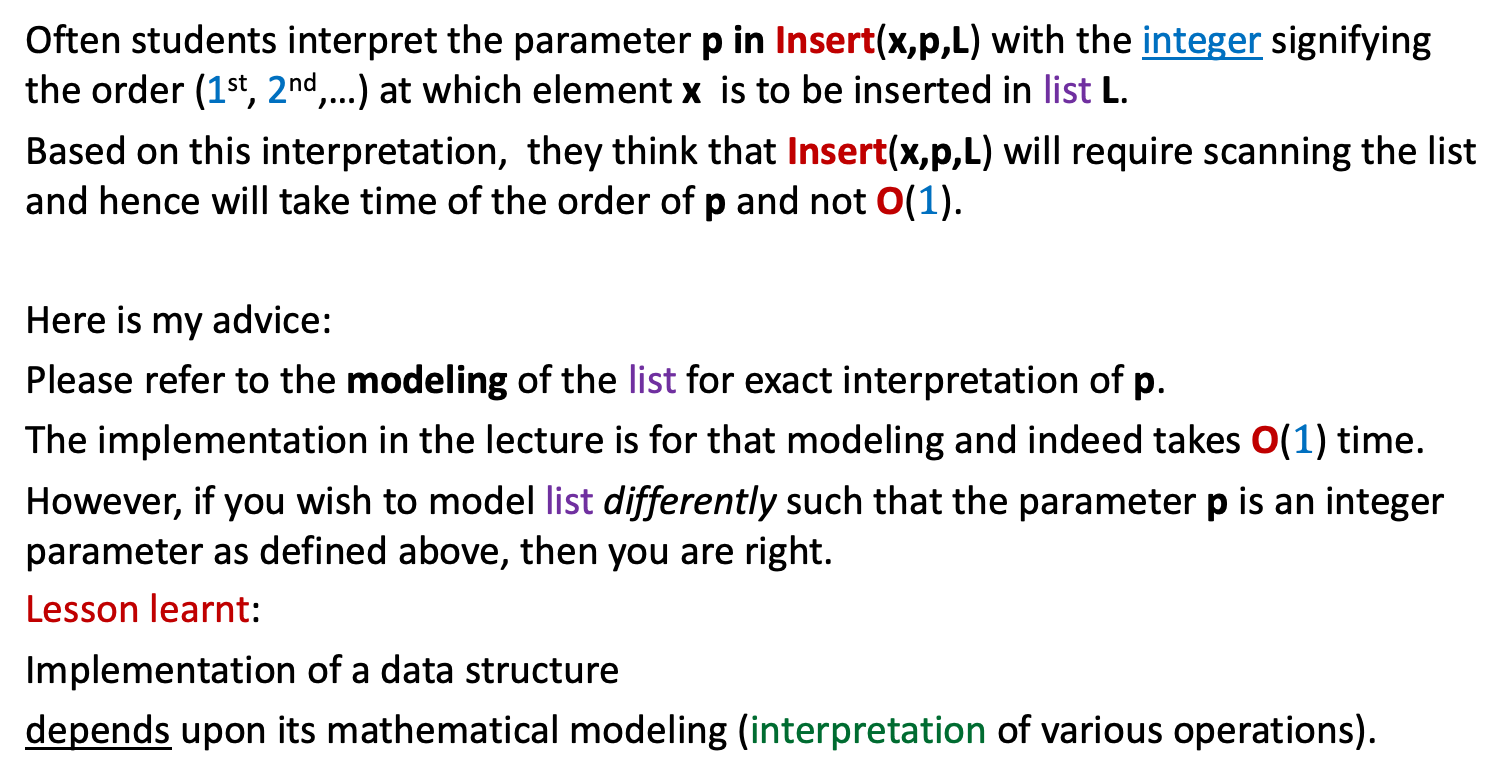 Often students interpret the parameter p in Insert(x,p,L) with the integer signifying
the order (1st, 2nd,...) at which element x is to be inserted in list L.
Based on this interpretation, they think that Insert(x,p,L) will require scanning the list
and hence will take time of the order of p and not O(1).
Here is my advice:
Please refer to the modeling of the list for exact interpretation of p.
The implementation in the lecture is for that modeling and indeed takes O(1) time.
However, if you wish to model list differently such that the parameter p is an integer
parameter as defined above, then you are right.
Lesson learnt:
Implementation of a data structure
depends upon its mathematical modeling (interpretation of various operations).